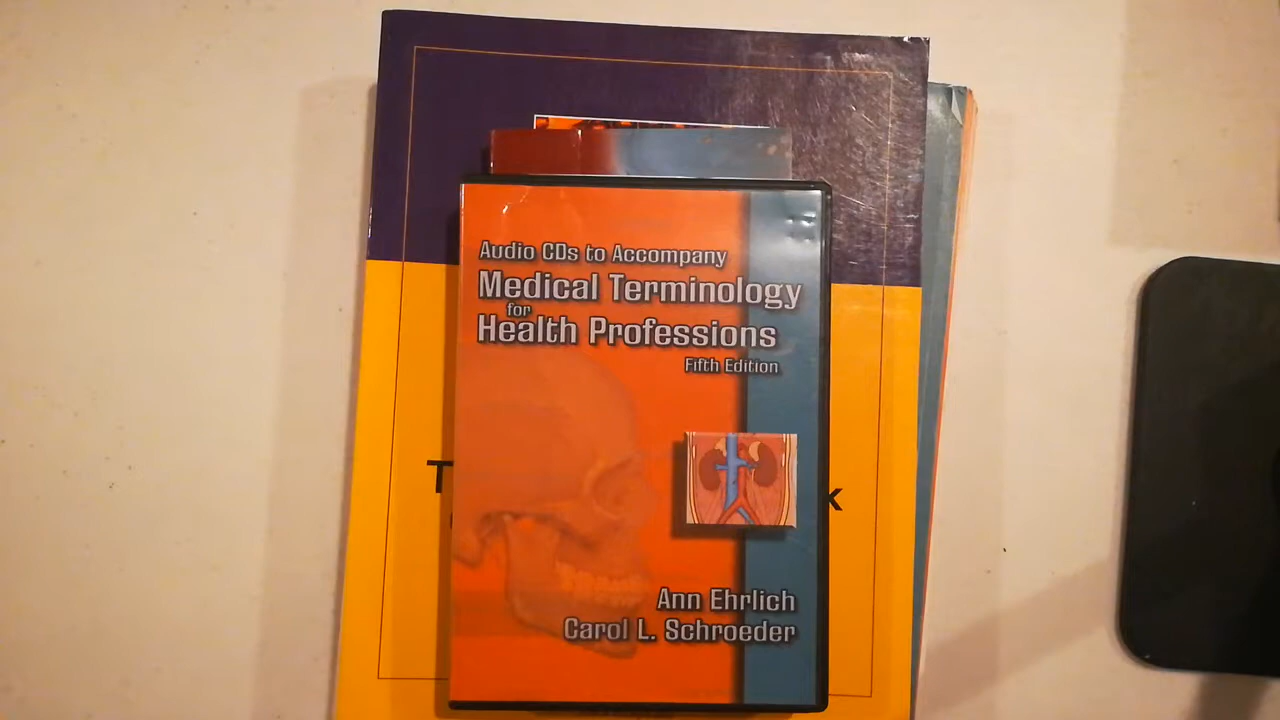 Audio CDs to Accompany
Medical Terminology
for
Health Professions
Fifth Edition
Ann Ehrlich
Carol L. Schroeder